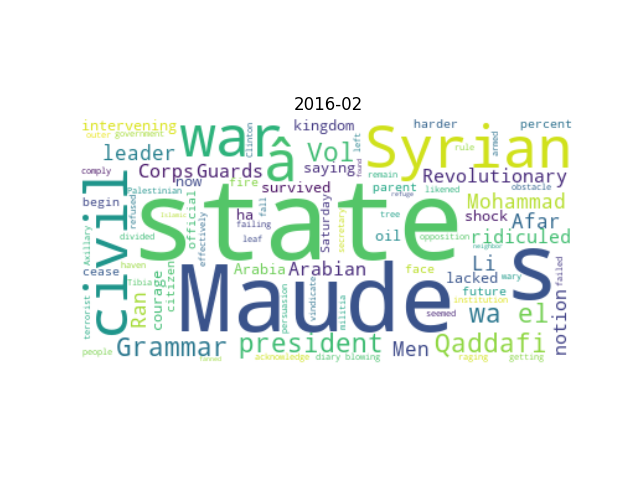 2016-02
intervening
outer
government
war
Clinton
kingdom
harder
percent
leader
â
Vol
saying
found
left
Syrian
rule
armed
comply
Corps
Guards
survived
parent
remain
likened
Revolutionary
obstacle
Palestinian
now
fire
refuge
begin
civil
refused
Islamic
official
effectively
state
ha
fall
Saturday
secretary
tree
oil
opposition
shock
Mohammad
Afar
Axillary
divided
failing
leaf
ridiculed
neighbor
cease
haven
courage
citizen
Arabia
Arabian
face
lacked
Li
wary
s
failed
Tibia
future
terrorist
Ran
Maude
persuasion
vindicate
militia
institution
seemed
wa
el
notion
people
Grammar
president
Men
Qaddafi
fanned
acknowledge
diary
blowing
raging
getting